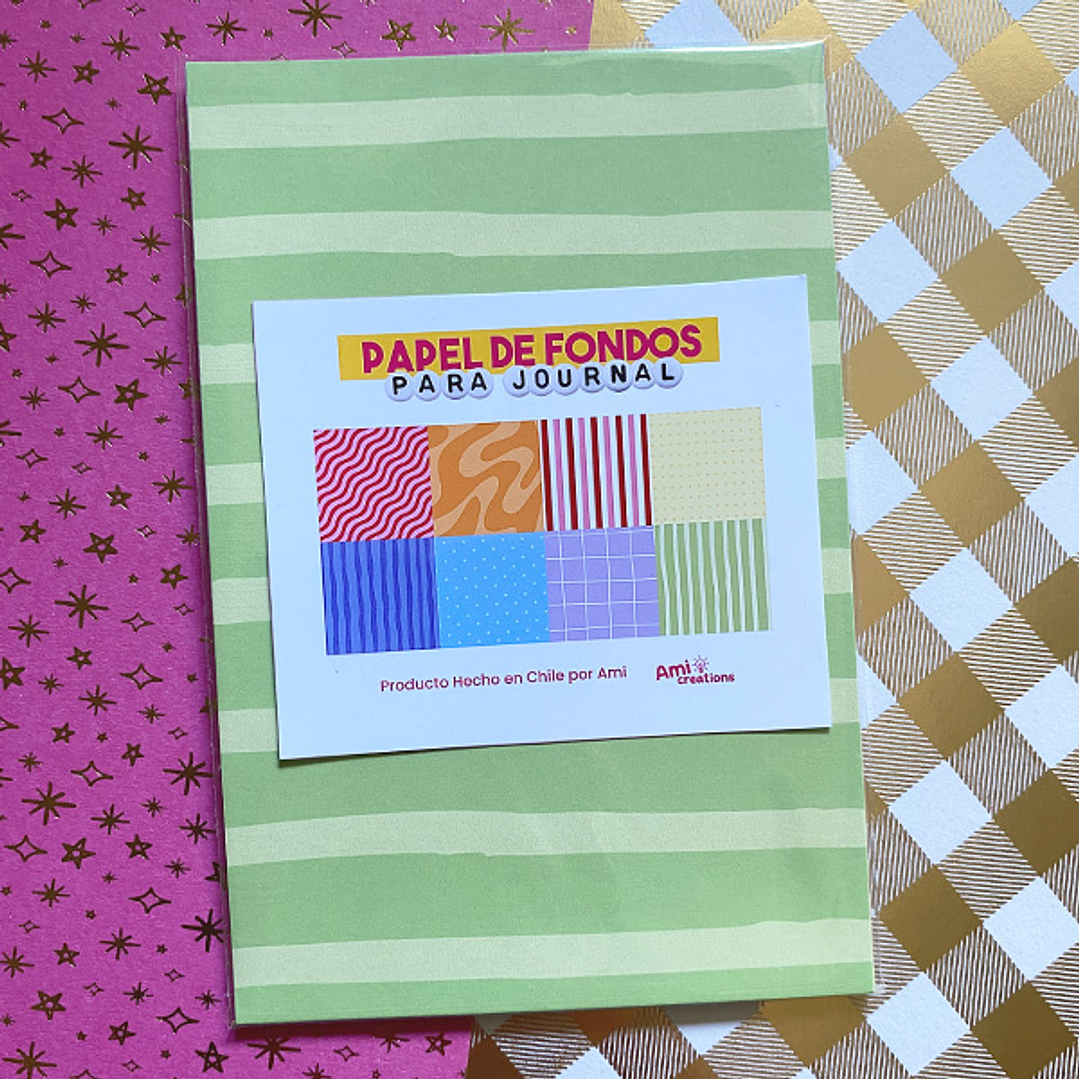 PAPEL DE FONDOS
PARA JOURNAL
Producto Hecho en Chile por Ami
Ami
creations